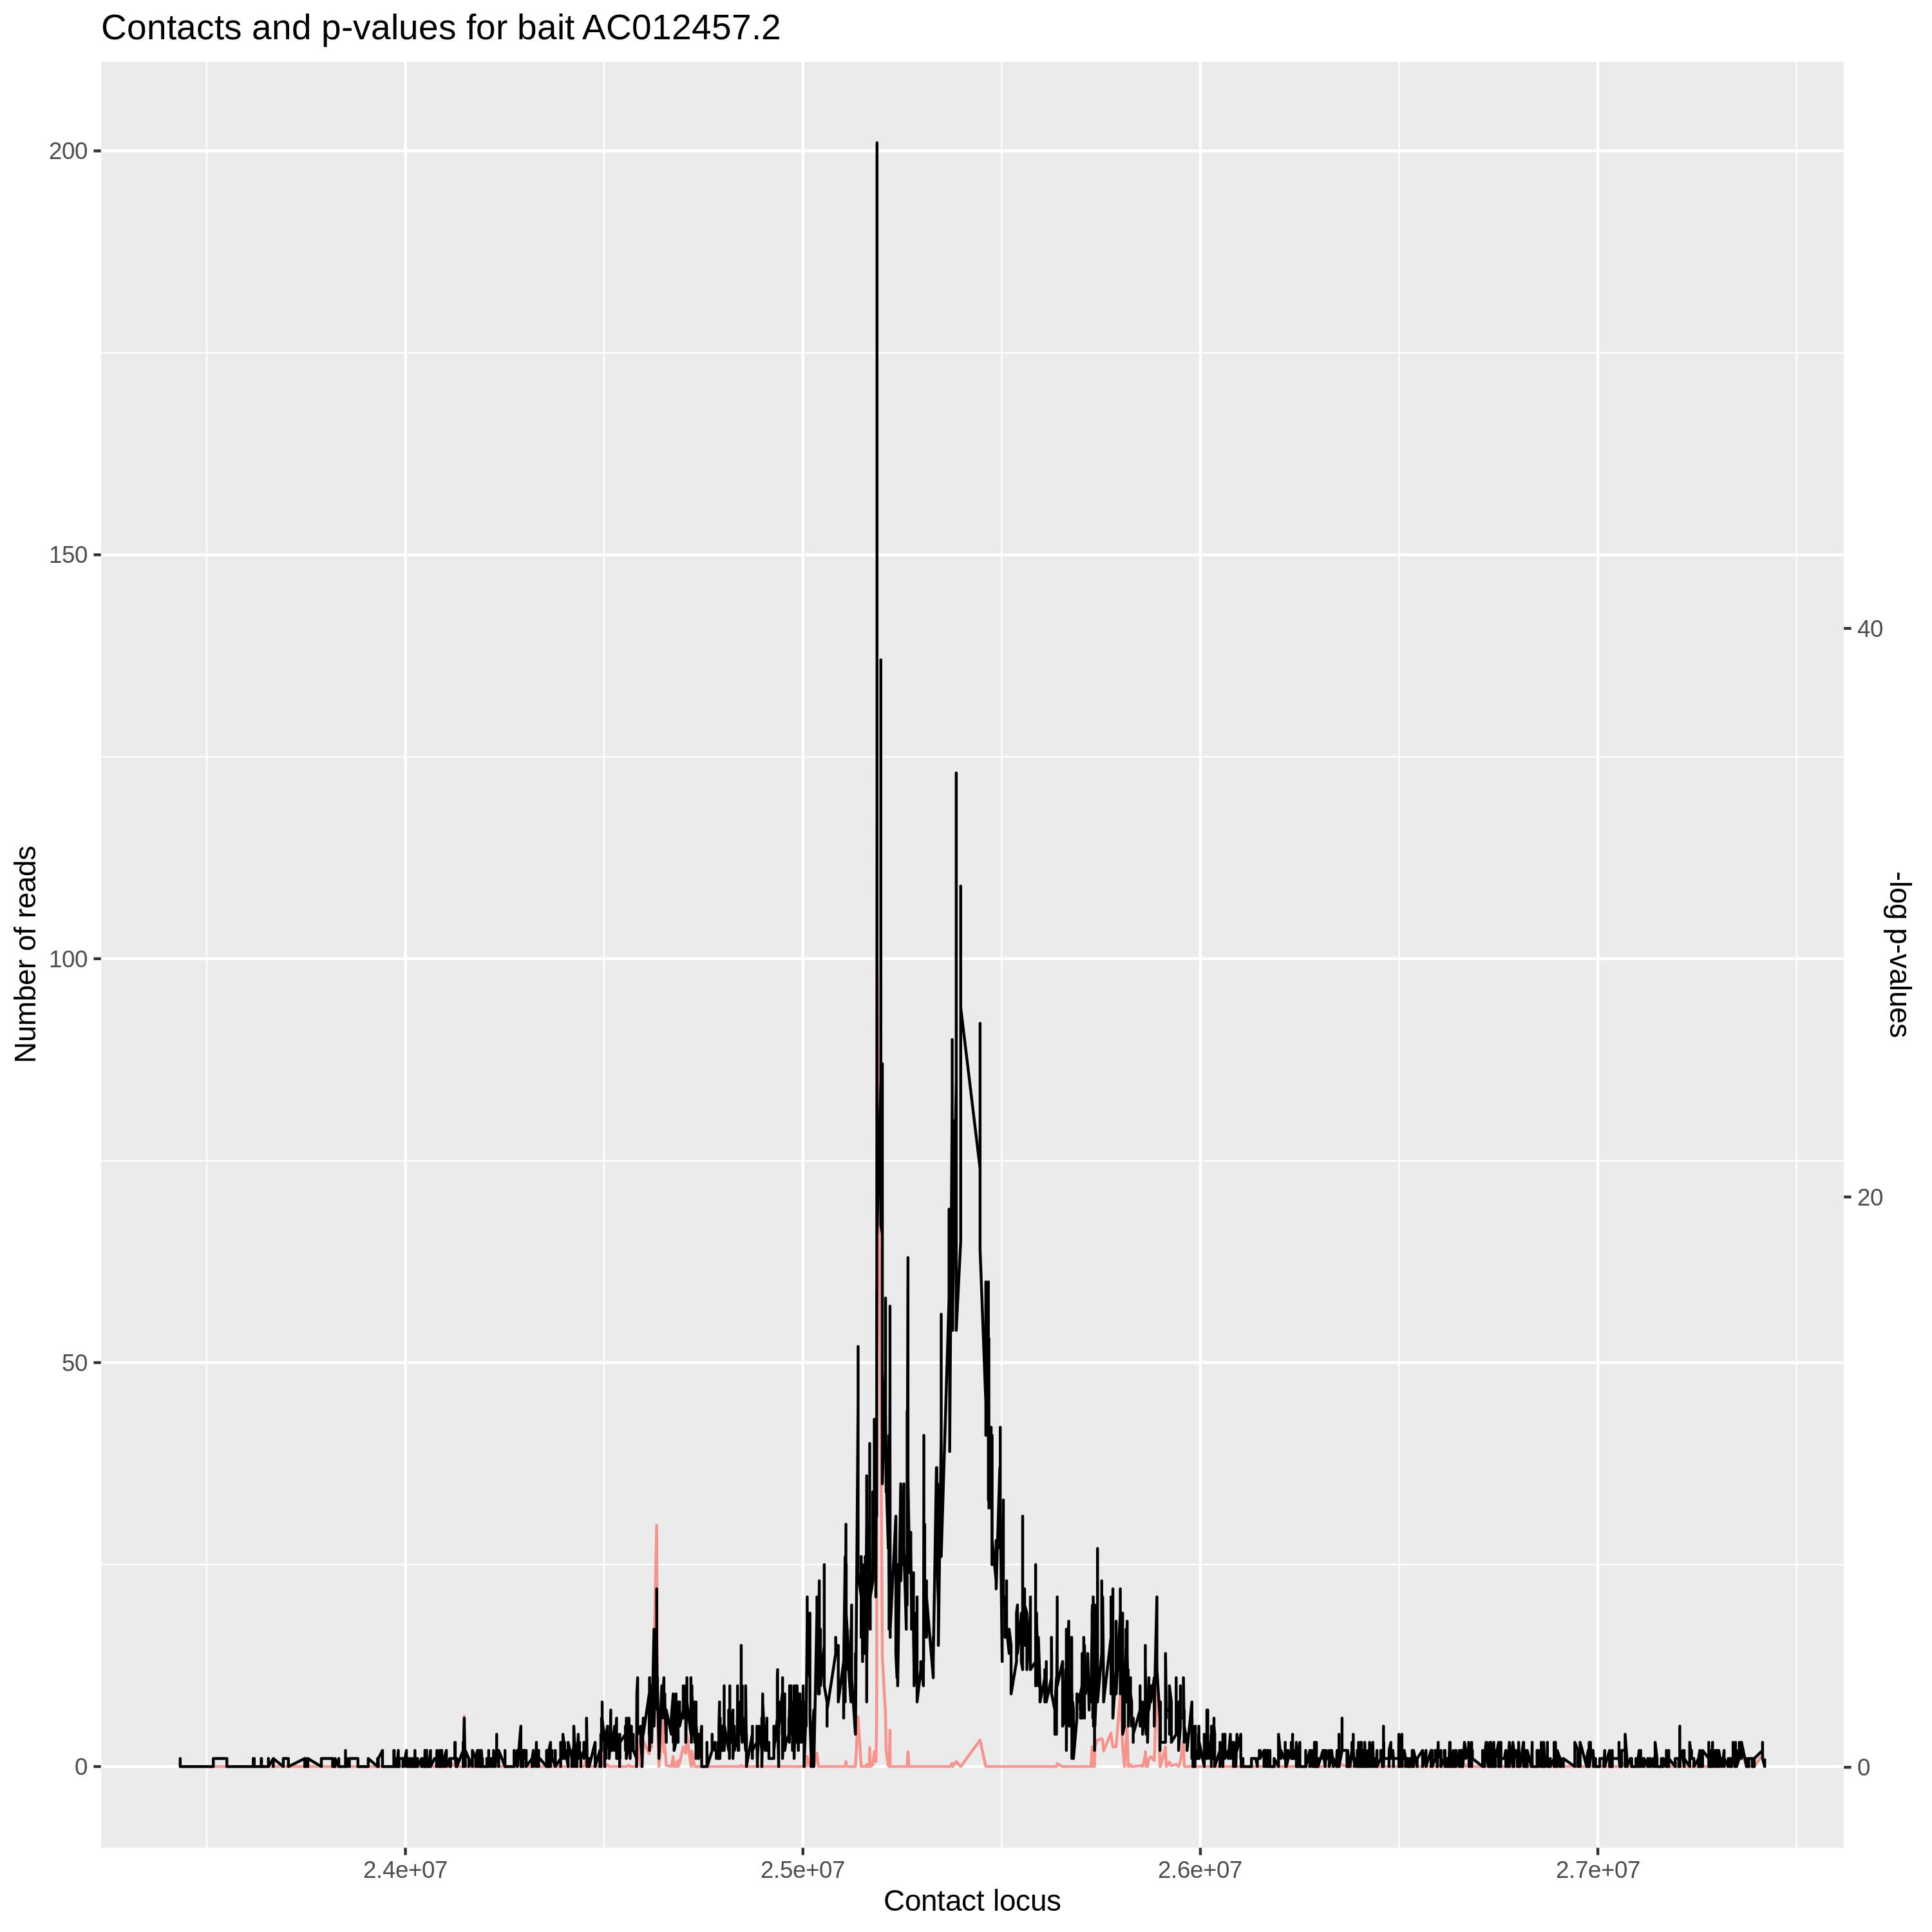 Contacts and p-values for bait AC012457.2
200
150
100
50
0
Number of reads
40
20
0
-log p-values
2.4e+07
2.5e+07
2.6e+07
2.7e+07
Contact locus